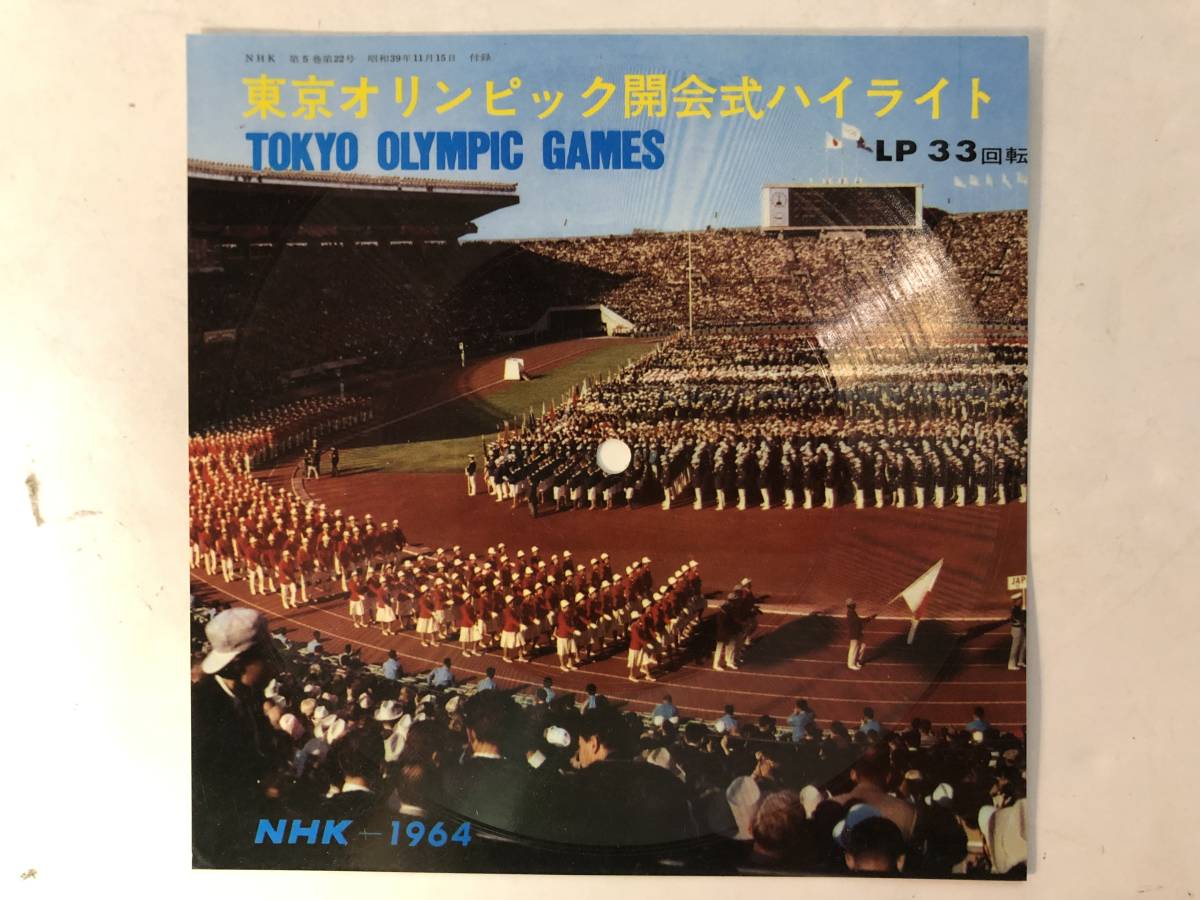 NHK 第5巻第22号 昭和39年11月15日 付録
東京オリンピック開会式ハイライト
TOKYO OLYMPIC GAMES
LP 33回転
JAP
NHK-1964